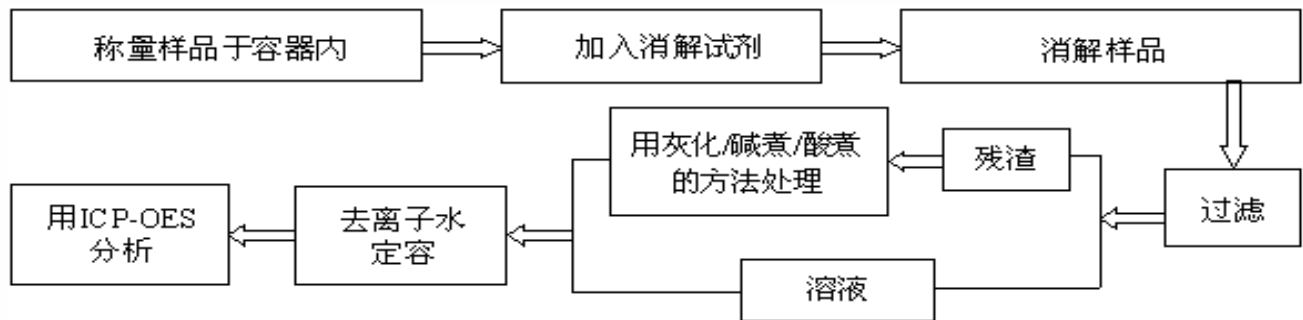 称量样品于容器内
加入消解试剂
消解样品
过滤
残渣
用灰化/碱煮/酸煮
的方法处理
溶液
去离子水
定容
用ICP-OES
分析